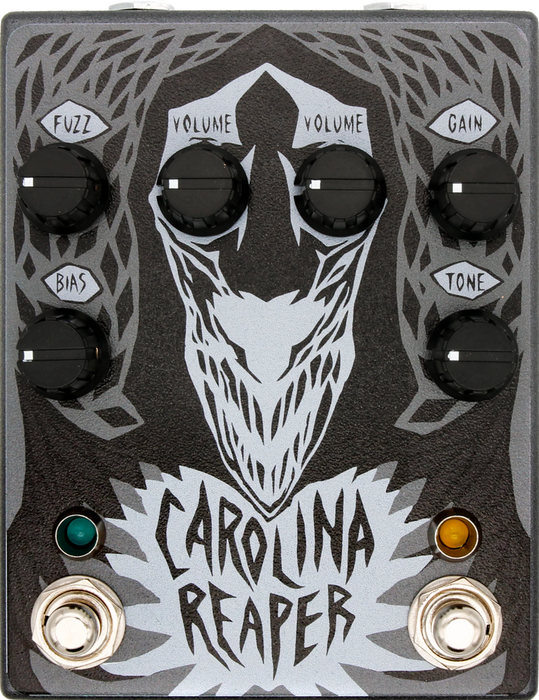 FUZZ
VOLUME
VOLUME
GAIN
BIAS
TONE
CAROLINA
REAPER